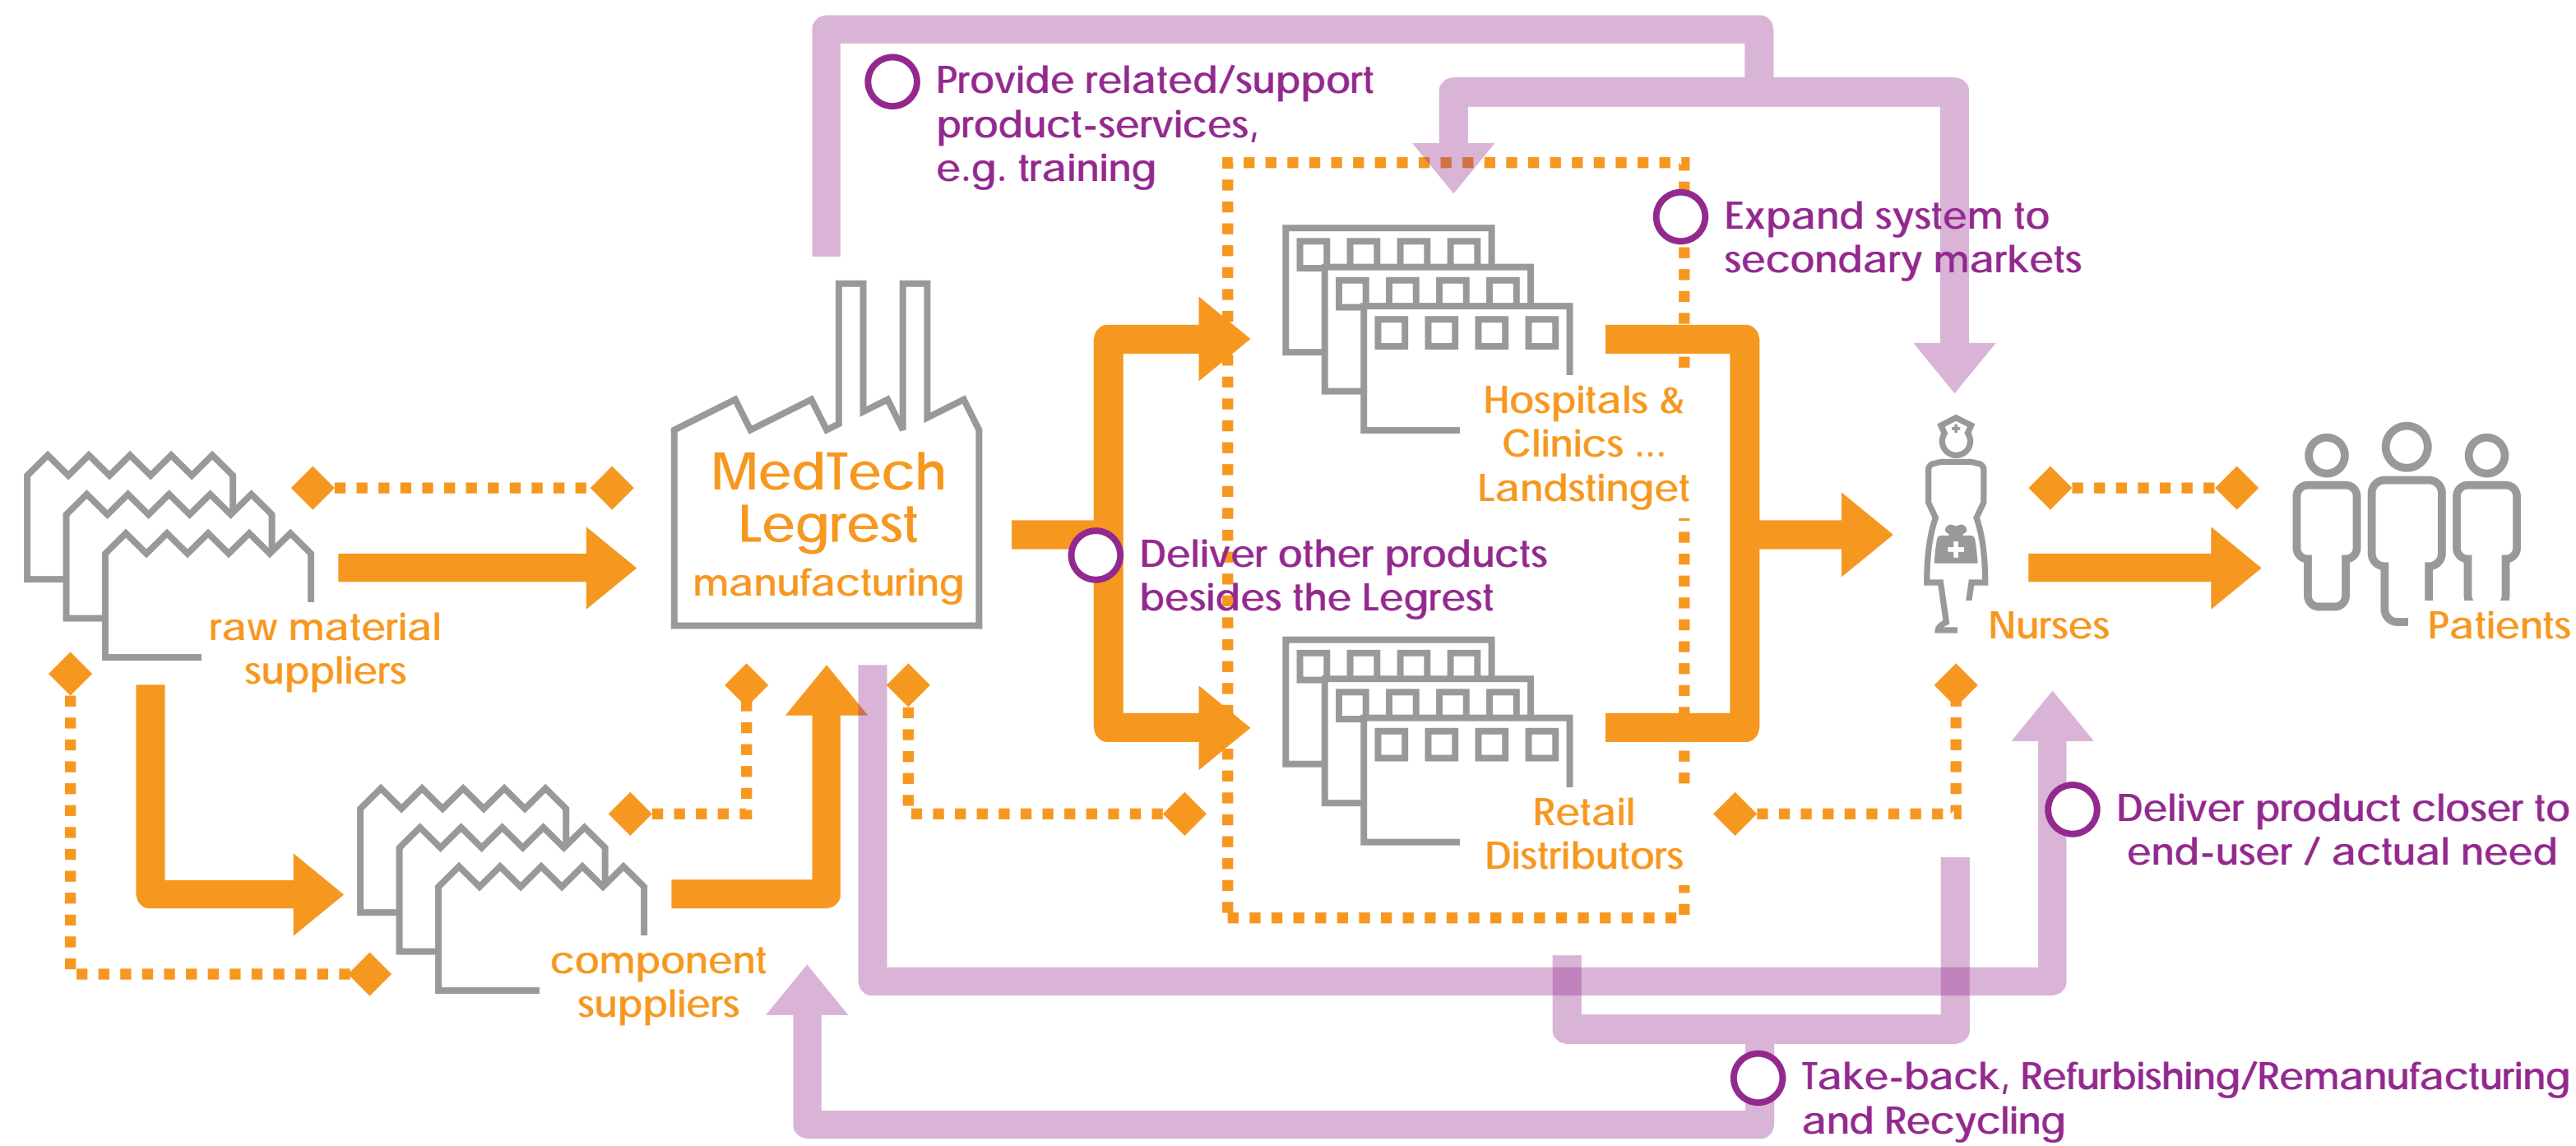 Provide related/support
product-services,
e.g. training
Expand system to
secondary markets
Hospitals &
Clinics ...
Landstinget
MedTech
Legrest
manufacturing
Deliver other products
besides the Legrest
raw material
suppliers
Nurses
Patients
Retail
Distributors
Deliver product closer to
end-user / actual need
component
suppliers
Take-back, Refurbishing/Remanufacturing
and Recycling